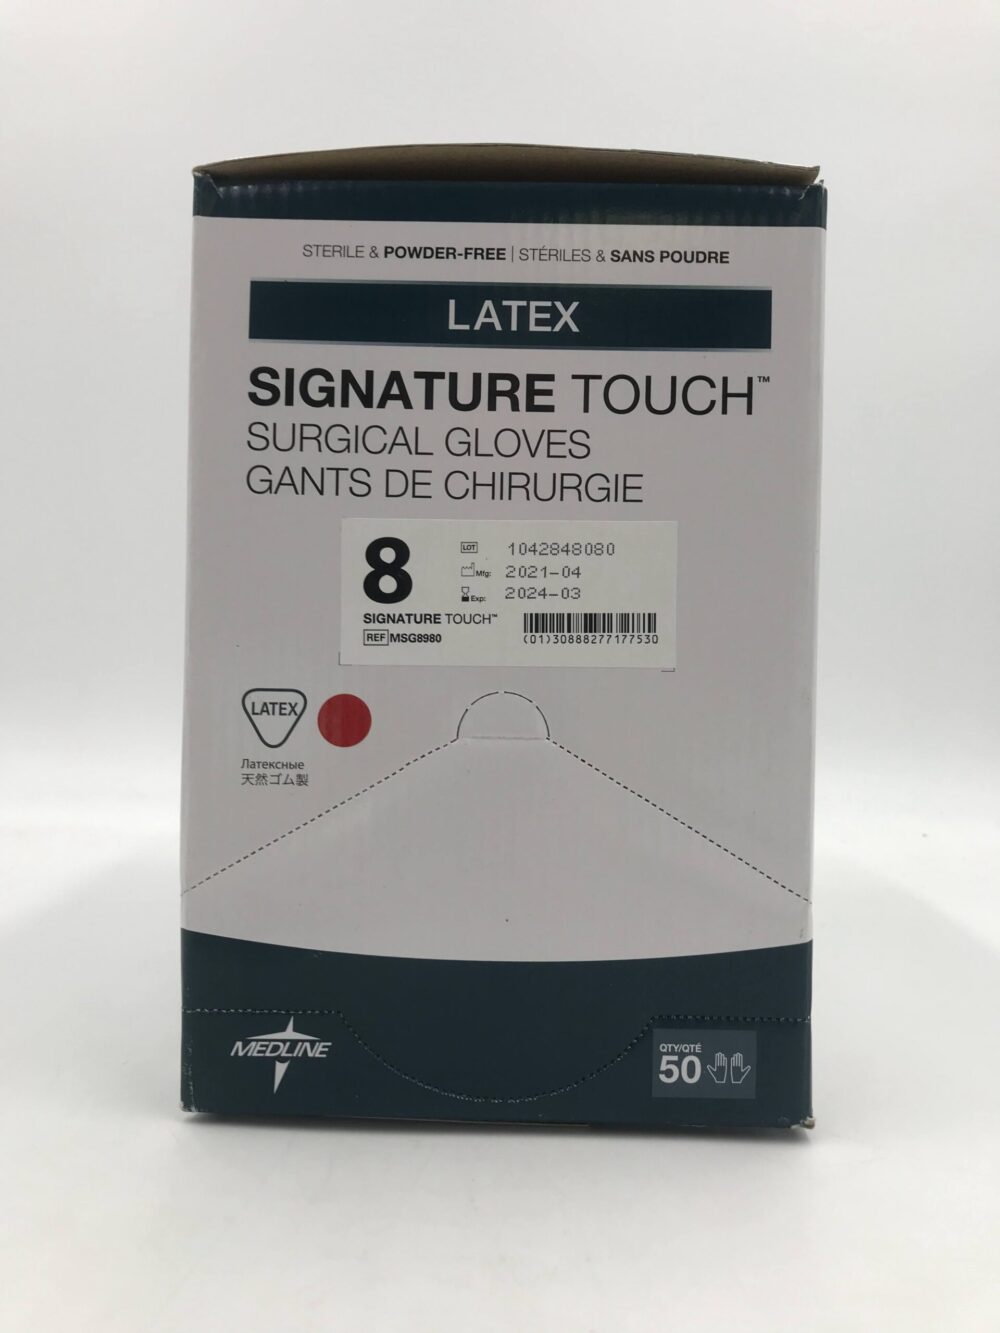 STERILE & POWDER-FREE | STÉRILES & SANS POUDRE
LATEX
SIGNATURE TOUCH™
SURGICAL GLOVES
GANTS DE CHIRURGIE
8
LOT 1042848080
Mfg: 2021-04
Exp: 2024-03
SIGNATURE TOUCH™
REF MSG8980
(01)30888277177530
LATEX
Латексные
天然ゴム製
MEDLINE
QTY/QTÉ
50